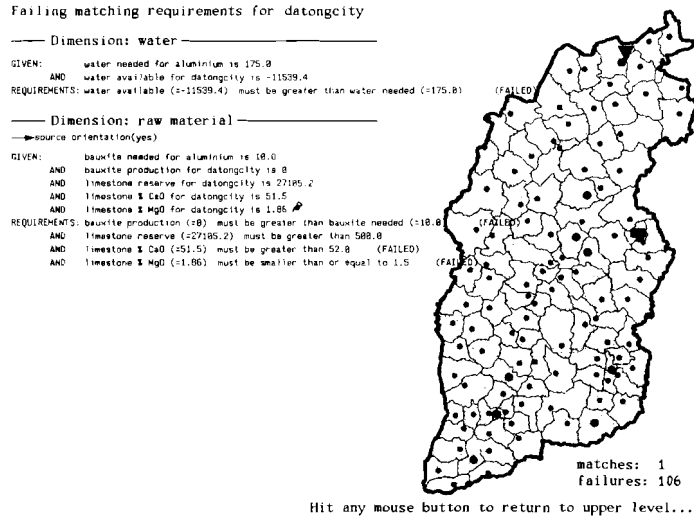 Failing matching requirements for datongcity
Dimension: water
GIVEN: water needed for aluminium is 175.0
AND water available for datongcity is -11539.4
REQUIREMENTS: water available (=-11539.4) must be greater than water needed (=175.0) (FAILED)
Dimension: raw material
source orientation(yes)
GIVEN: bauxite needed for aluminium is 10.0
AND bauxite production for datongcity is 0
AND limestone reserve for datongcity is 27105.2
AND limestone % CaO for datongcity is 51.5
AND limestone % MgO for datongcity is 1.86
REQUIREMENTS: bauxite production (=0) must be greater than bauxite needed (=10.0) (FAILED)
AND limestone reserve (=27105.2) must be greater than 500.0
AND limestone % CaO (=51.5) must be greater than 52.0 (FAILED)
AND limestone % MgO (=1.86) must be smaller than or equal to 1.5 (FAILED)
matches: 1
failures: 106
Hit any mouse button to return to upper level...